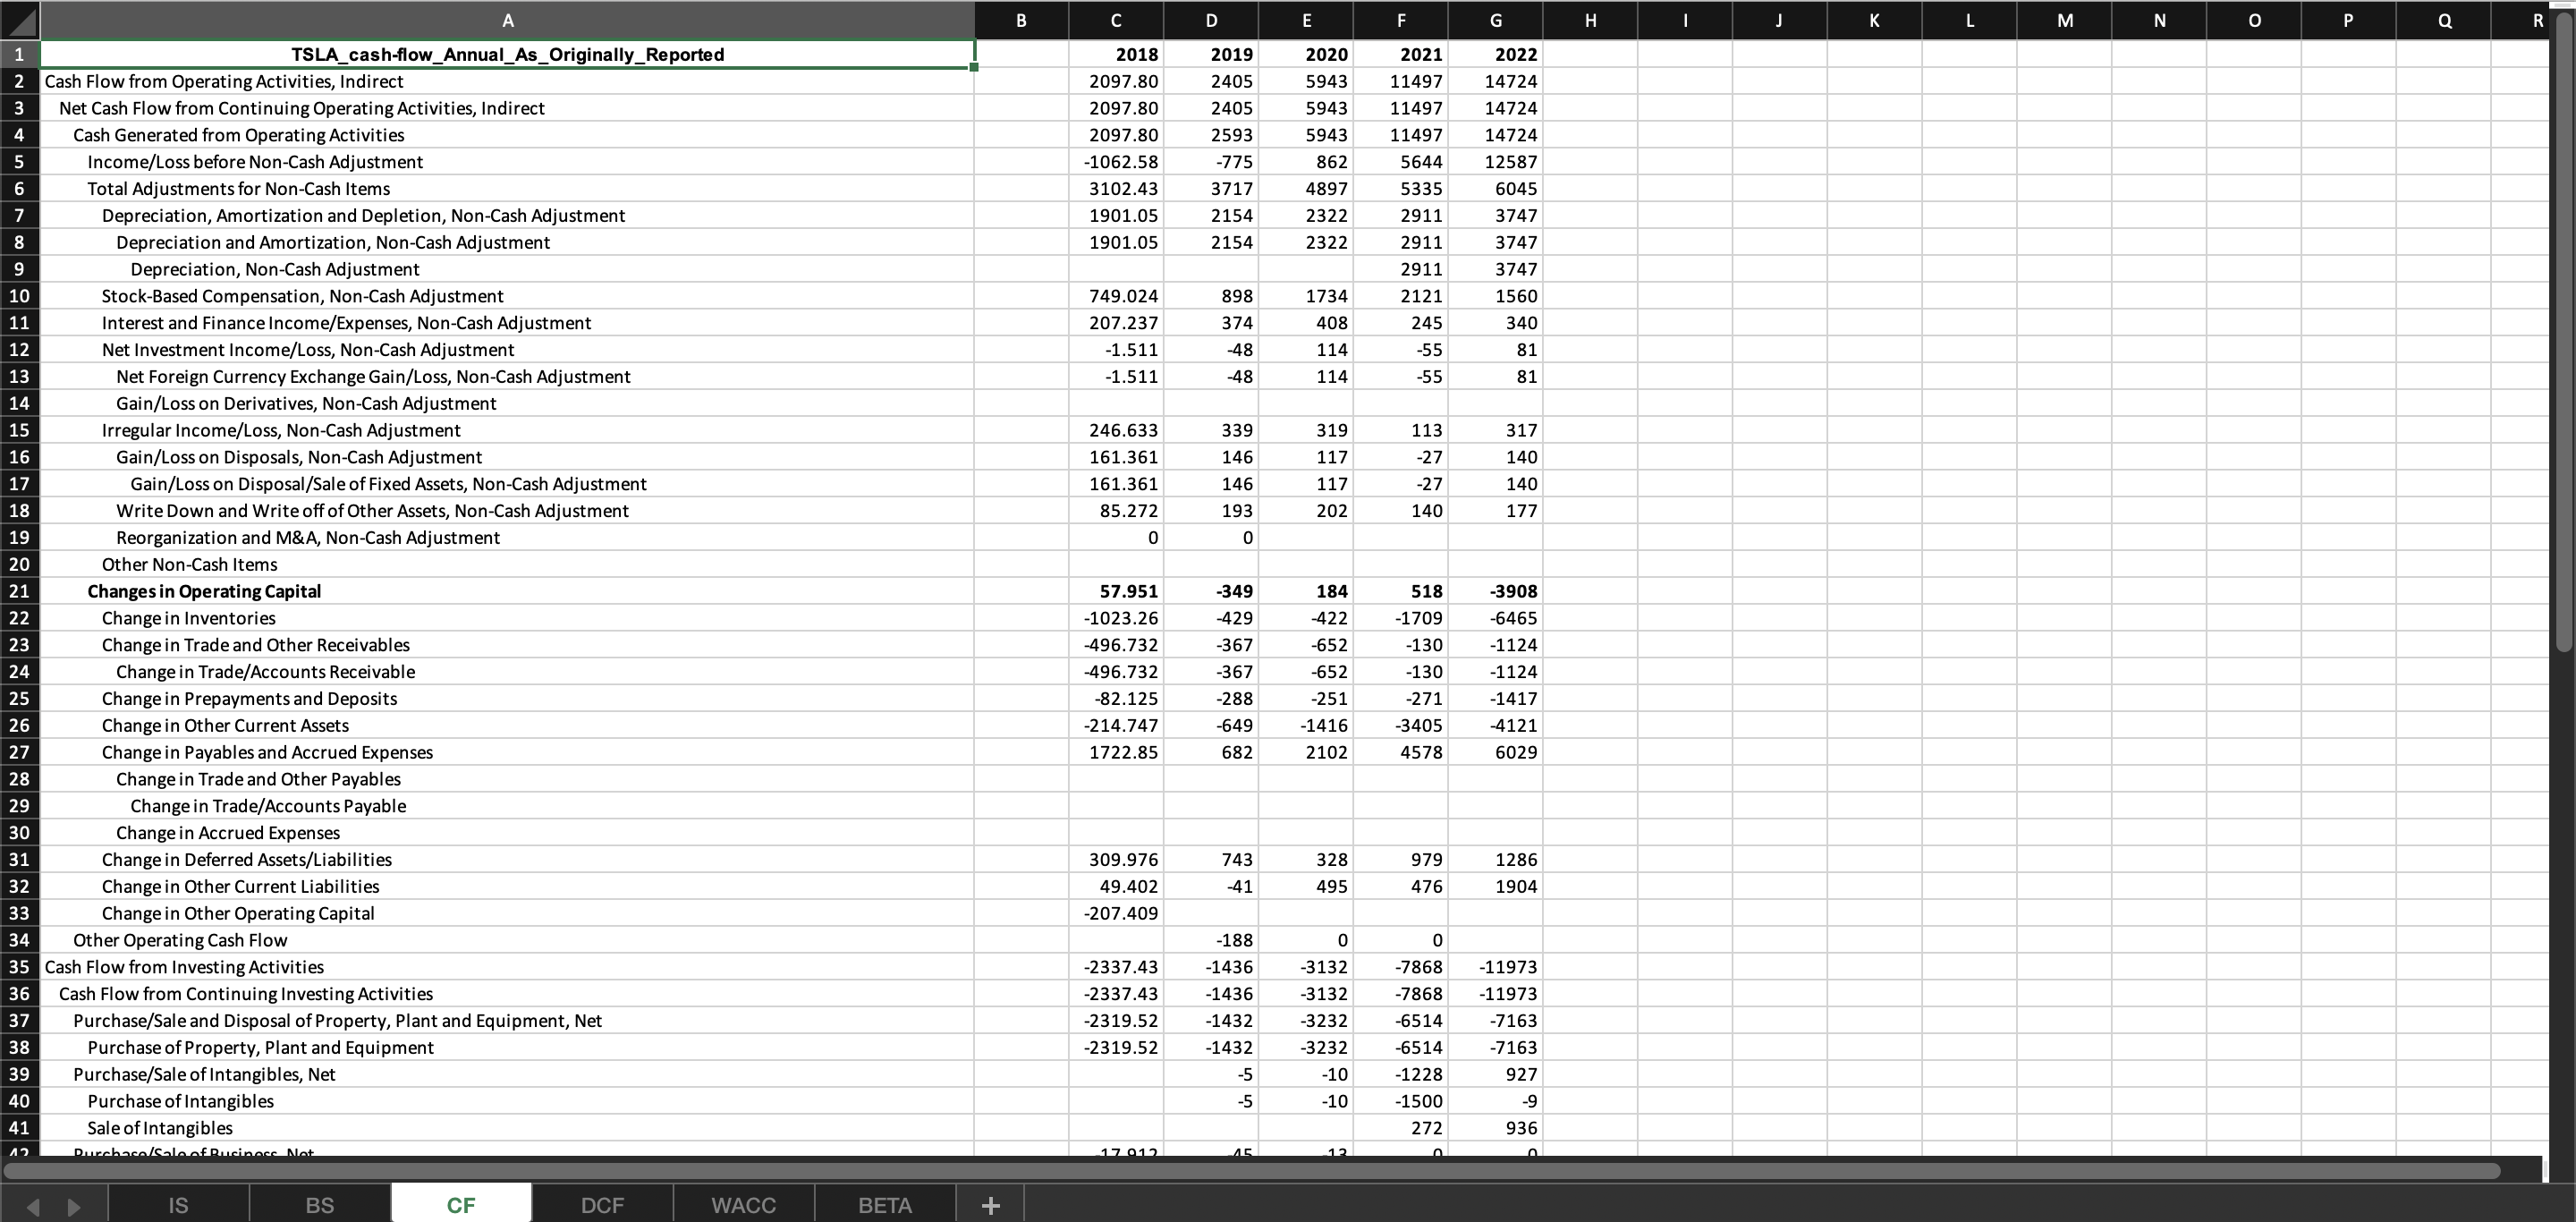 A B C D E F G H I J K L M N O P Q R
1 TSLA_cash-flow_Annual_As_Originally_Reported 2018 2019 2020 2021 2022
2 Cash Flow from Operating Activities, Indirect 2097.80 2405 5943 11497 14724
3 Net Cash Flow from Continuing Operating Activities, Indirect 2097.80 2405 5943 11497 14724
4 Cash Generated from Operating Activities 2097.80 2593 5943 11497 14724
5 Income/Loss before Non-Cash Adjustment -1062.58 -775 862 5644 12587
6 Total Adjustments for Non-Cash Items 3102.43 3717 4897 5335 6045
7 Depreciation, Amortization and Depletion, Non-Cash Adjustment 1901.05 2154 2322 2911 3747
8 Depreciation and Amortization, Non-Cash Adjustment 1901.05 2154 2322 2911 3747
9 Depreciation, Non-Cash Adjustment 2911 3747
10 Stock-Based Compensation, Non-Cash Adjustment 749.024 898 1734 2121 1560
11 Interest and Finance Income/Expenses, Non-Cash Adjustment 207.237 374 408 245 340
12 Net Investment Income/Loss, Non-Cash Adjustment -1.511 -48 114 -55 81
13 Net Foreign Currency Exchange Gain/Loss, Non-Cash Adjustment -1.511 -48 114 -55 81
14 Gain/Loss on Derivatives, Non-Cash Adjustment
15 Irregular Income/Loss, Non-Cash Adjustment 246.633 339 319 113 317
16 Gain/Loss on Disposals, Non-Cash Adjustment 161.361 146 117 -27 140
17 Gain/Loss on Disposal/Sale of Fixed Assets, Non-Cash Adjustment 161.361 146 117 -27 140
18 Write Down and Write off of Other Assets, Non-Cash Adjustment 85.272 193 202 140 177
19 Reorganization and M&A, Non-Cash Adjustment 0 0
20 Other Non-Cash Items
21 Changes in Operating Capital 57.951 -349 184 518 -3908
22 Change in Inventories -1023.26 -429 -422 -1709 -6465
23 Change in Trade and Other Receivables -496.732 -367 -652 -130 -1124
24 Change in Trade/Accounts Receivable -496.732 -367 -652 -130 -1124
25 Change in Prepayments and Deposits -82.125 -288 -251 -271 -1417
26 Change in Other Current Assets -214.747 -649 -1416 -3405 -4121
27 Change in Payables and Accrued Expenses 1722.85 682 2102 4578 6029
28 Change in Trade and Other Payables
29 Change in Trade/Accounts Payable
30 Change in Accrued Expenses
31 Change in Deferred Assets/Liabilities 309.976 743 328 979 1286
32 Change in Other Current Liabilities 49.402 -41 495 476 1904
33 Change in Other Operating Capital -207.409
34 Other Operating Cash Flow -188 0 0
35 Cash Flow from Investing Activities -2337.43 -1436 -3132 -7868 -11973
36 Cash Flow from Continuing Investing Activities -2337.43 -1436 -3132 -7868 -11973
37 Purchase/Sale and Disposal of Property, Plant and Equipment, Net -2319.52 -1432 -3232 -6514 -7163
38 Purchase of Property, Plant and Equipment -2319.52 -1432 -3232 -6514 -7163
39 Purchase/Sale of Intangibles, Net -5 -10 -1228 927
40 Purchase of Intangibles -5 -10 -1500 -9
41 Sale of Intangibles 272 936
42 Purchase/Sale of Business, Net -17.912 -45 -13 0 0
IS BS CF DCF WACC BETA +